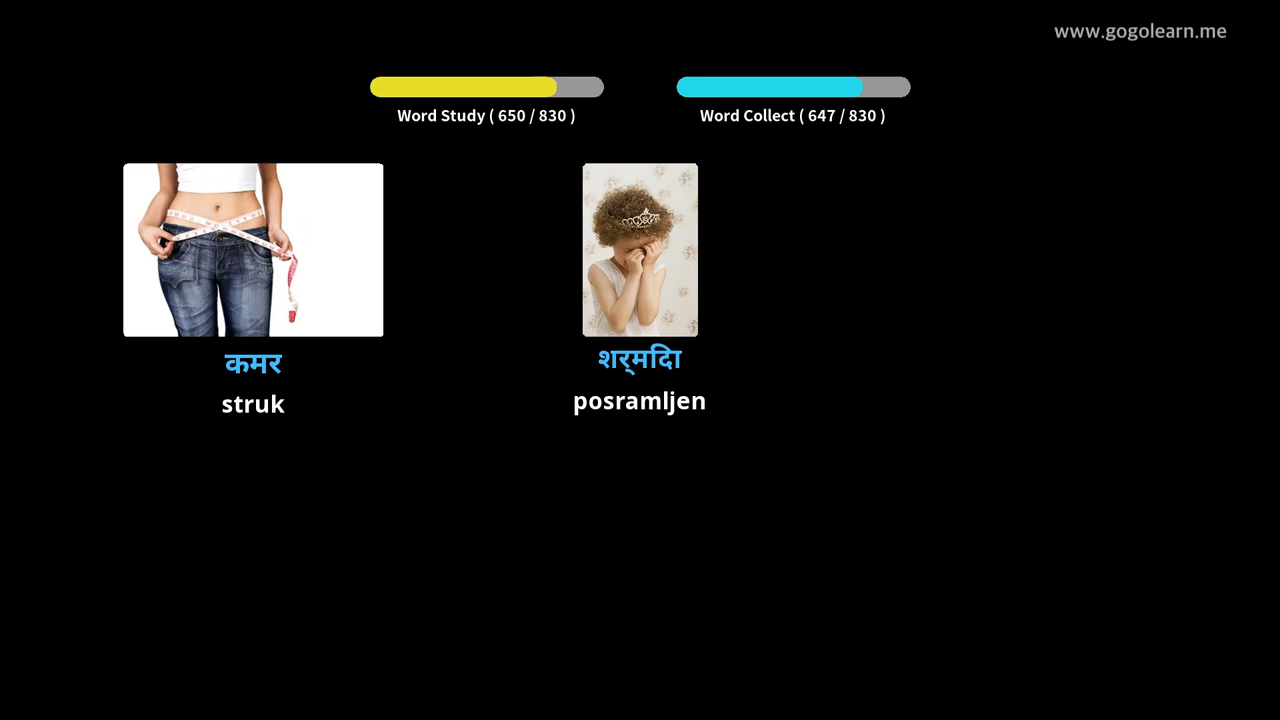 www.gogolearn.me
Word Study ( 650 / 830 )
Word Collect ( 647 / 830 )
कमर
struk
शर्मिदा
posramljen